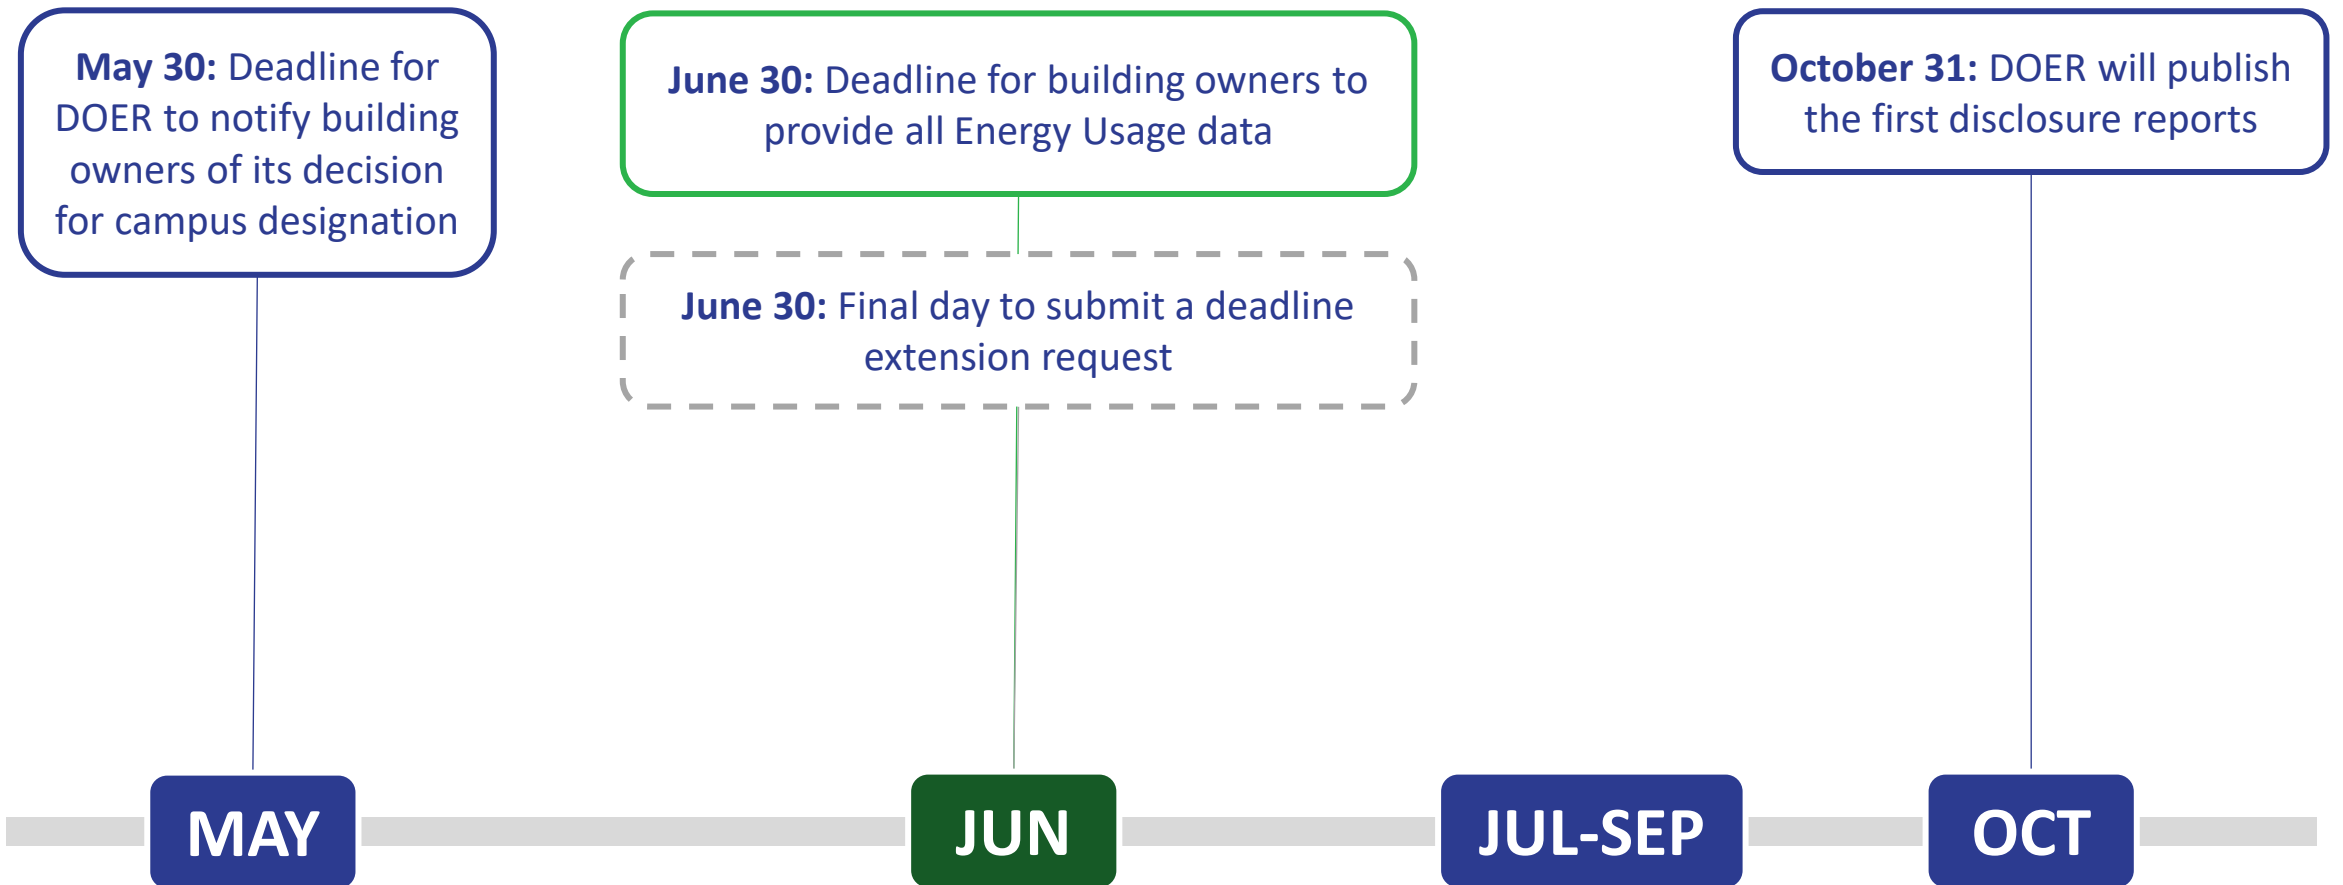 May 30: Deadline for
DOER to notify building
owners of its decision
for campus designation
June 30: Deadline for building owners to
provide all Energy Usage data
June 30: Final day to submit a deadline
extension request
October 31: DOER will publish
the first disclosure reports
MAY
JUN
JUL-SEP
OCT